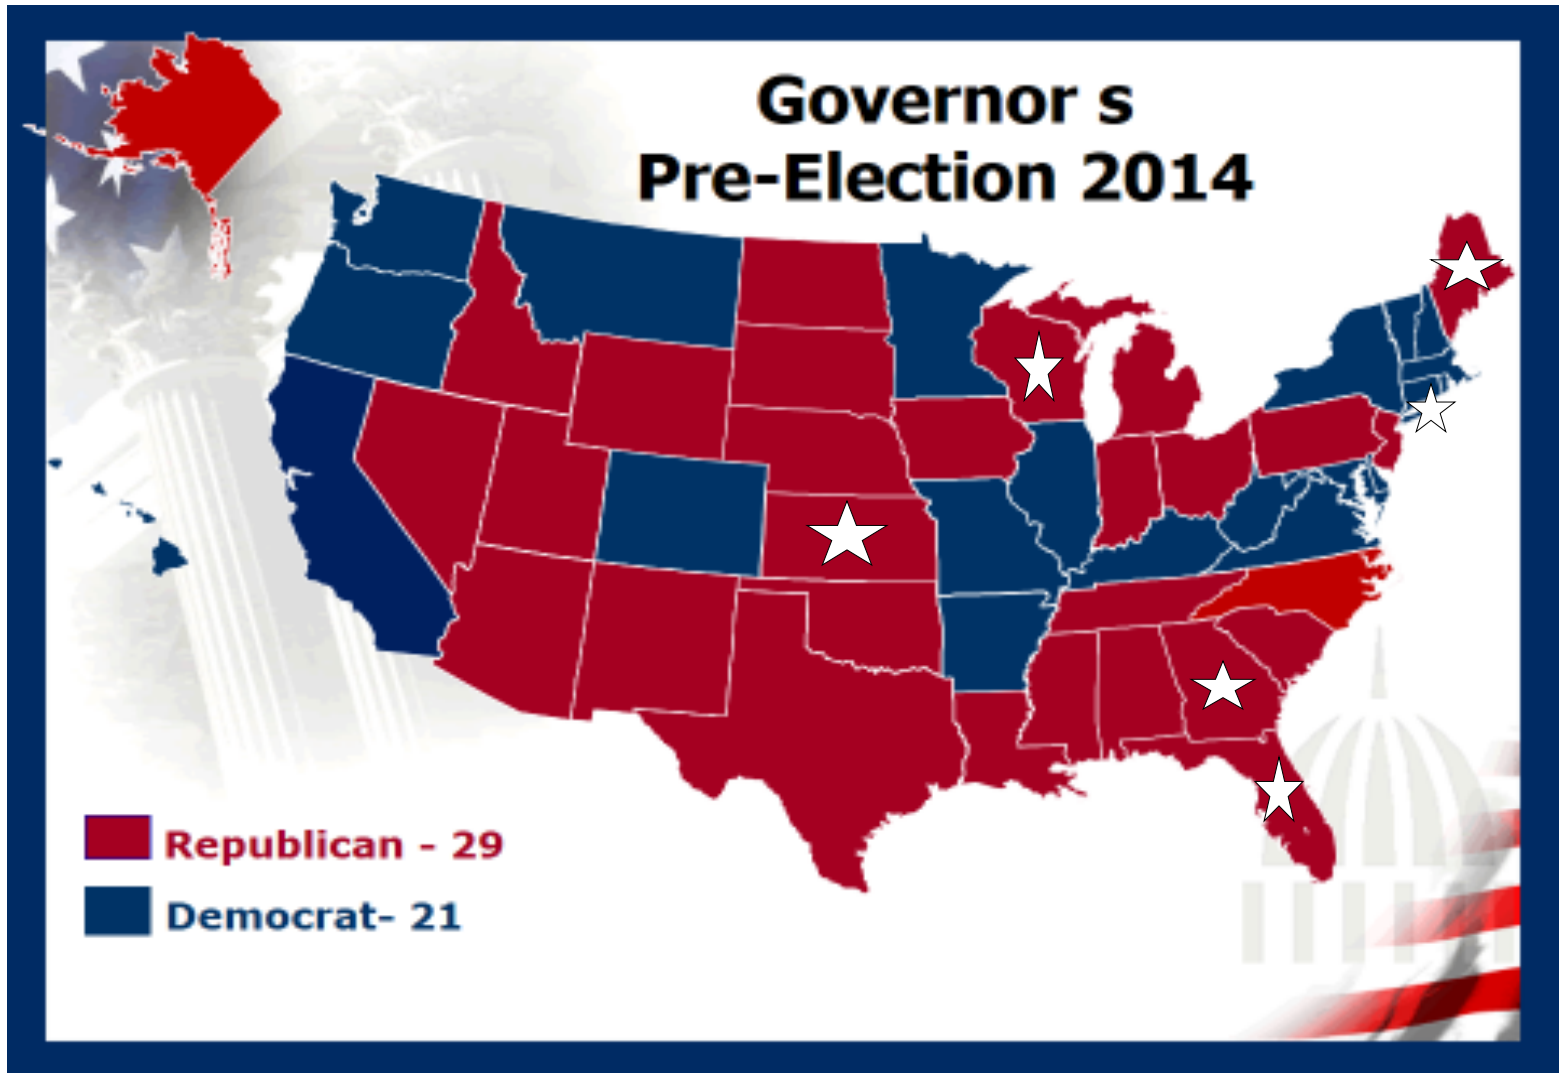 Governor s
Pre-Election 2014
Republican - 29
Democrat- 21